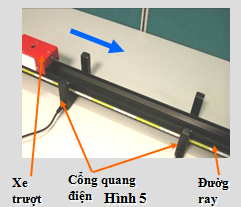 Xe
trượt
Cổng quang
điện
Hình 5
Đường
ray